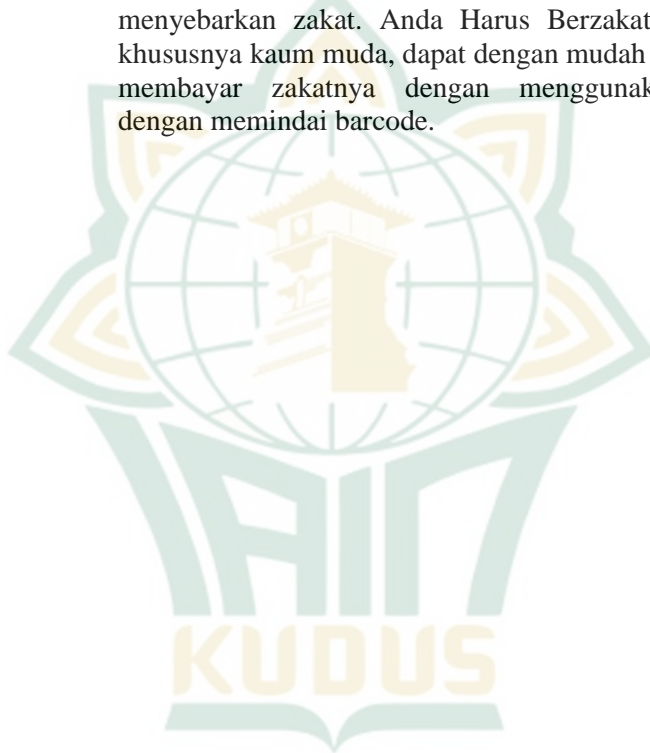 menyebarkan zakat. Anda Harus Berzakat
khususnya kaum muda, dapat dengan mudah
membayar zakatnya dengan menggunak
dengan memindai barcode.
IAIN
KUDUS